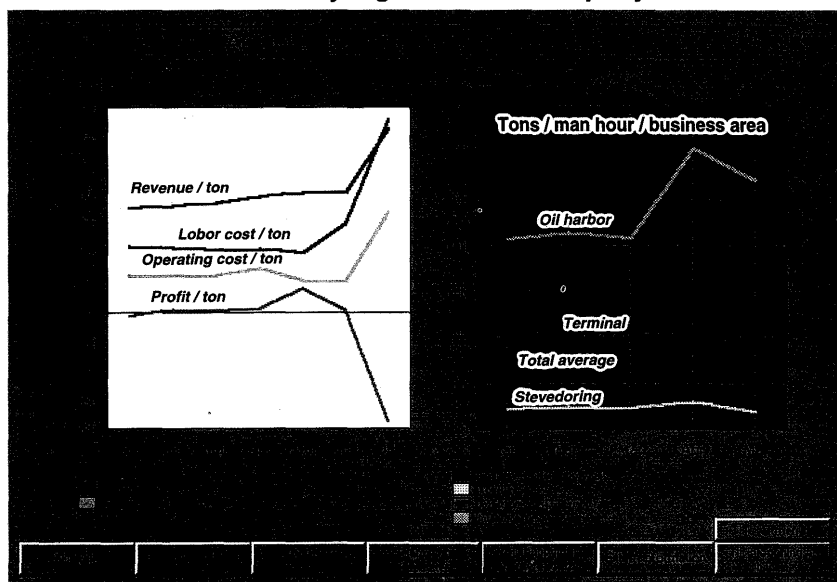 Revenue / ton
Lobor cost / ton
Operating cost / ton
Profit / ton
Tons / man hour / business area
Oil harbor
Terminal
Total average
Stevedoring